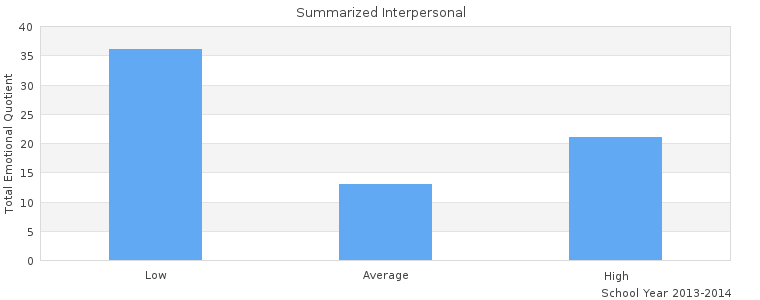 Summarized Interpersonal
Total Emotional Quotient
40
35
30
25
20
15
10
5
0
Low
Average
High
School Year 2013-2014